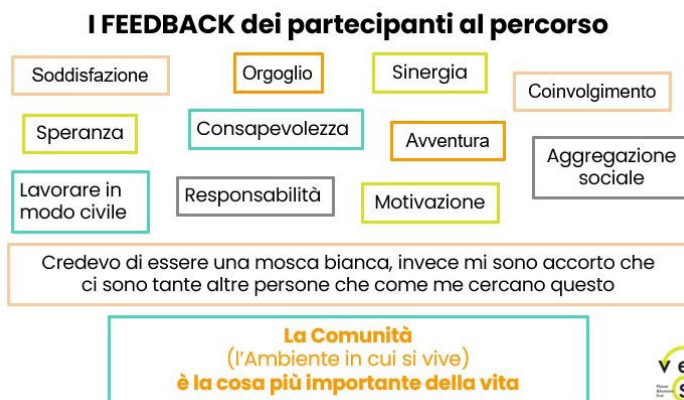 I FEEDBACK dei partecipanti al percorso
Soddisfazione
Orgoglio
Sinergia
Coinvolgimento
Speranza
Consapevolezza
Avventura
Aggregazione
sociale
Lavorare in
modo civile
Responsabilità
Motivazione
Credevo di essere una mosca bianca, invece mi sono accorto che
ci sono tante altre persone che come me cercano questo
La Comunità
(l’Ambiente in cui si vive)
è la cosa più importante della vita